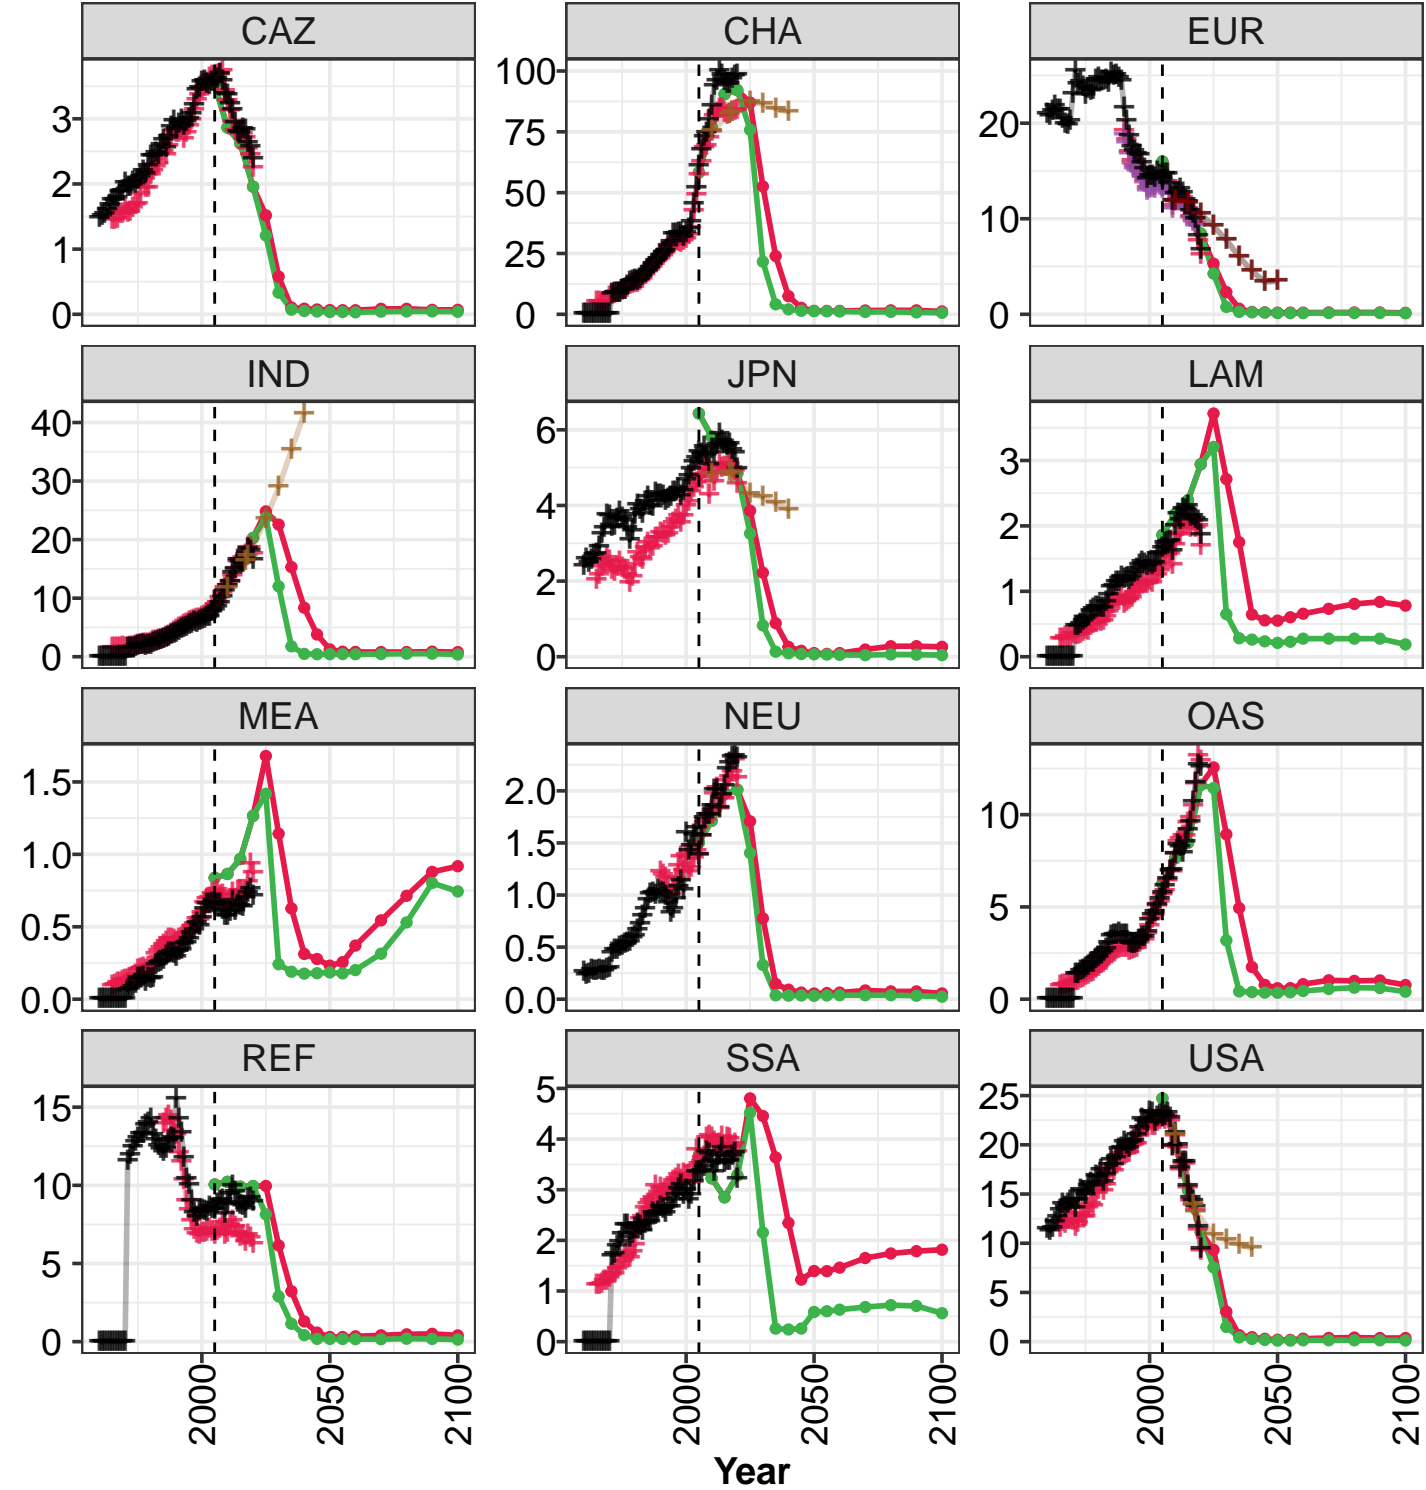 CAZ CHA EUR
3 2 1 0
100 75 50 25 0
20 10 0
IND JPN LAM
40 30 20 10 0
6 4 2 0
3 2 1 0
MEA NEU OAS
1.5 1.0 0.5 0.0
2.0 1.5 1.0 0.5 0.0
10 5 0
REF SSA USA
15 10 5 0
5 4 3 2 1 0
25 20 15 10 5 0
2000 2050 2100 2000 2050 2100 2000 2050 2100
Year